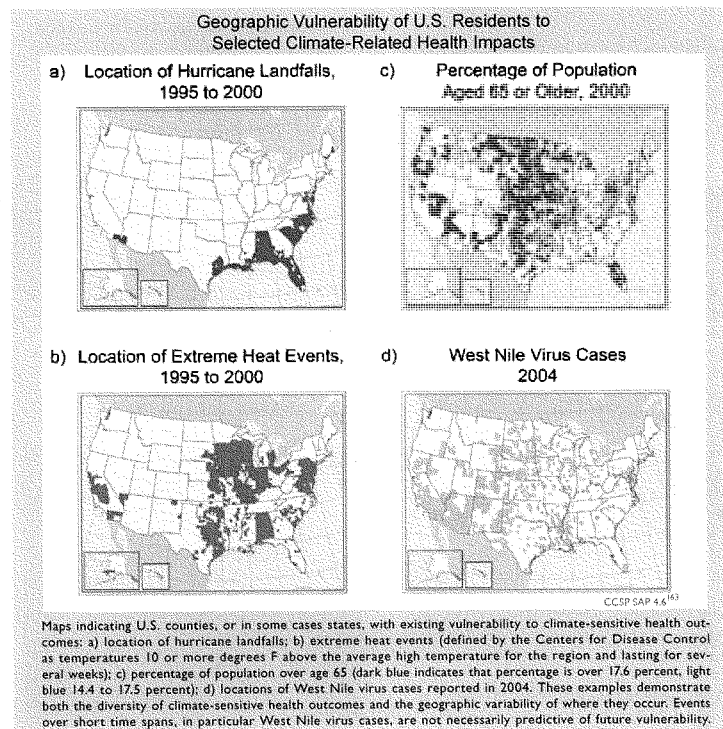 Geographic Vulnerability of U.S. Residents to
Selected Climate-Related Health Impacts
a) Location of Hurricane Landfalls,
1995 to 2000
c) Percentage of Population
Aged 65 or Older, 2000
b) Location of Extreme Heat Events,
1995 to 2000
d) West Nile Virus Cases
2004
CCSP SAP 4.6163
Maps indicating U.S. counties, or in some cases states, with existing vulnerability to climate-sensitive health out-
comes: a) location of hurricane landfalls; b) extreme heat events (defined by the Centers for Disease Control
as temperatures 10 or more degrees F above the average high temperature for the region and lasting for sev-
eral weeks); c) percentage of population over age 65 (dark blue indicates that percentage is over 17.6 percent, light
blue 14.4 to 17.5 percent); d) locations of West Nile virus cases reported in 2004. These examples demonstrate
both the diversity of climate-sensitive health outcomes and the geographic variability of where they occur. Events
over short time spans, in particular West Nile virus cases, are not necessarily predictive of future vulnerability.